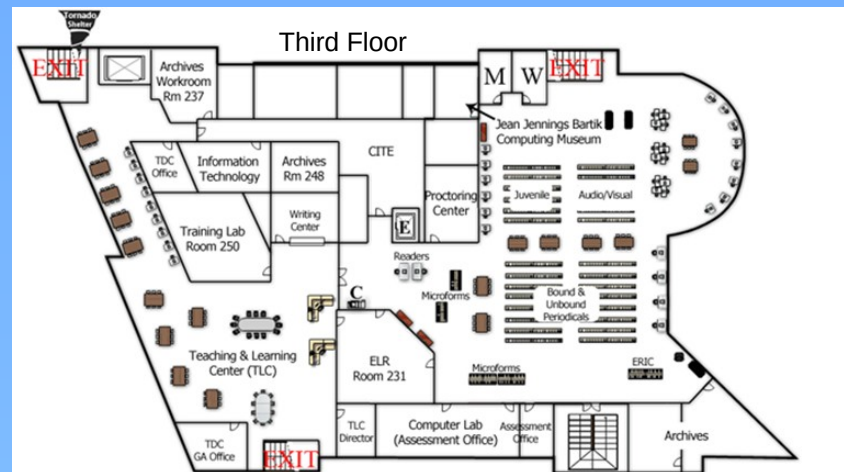 Tornado
Shelter
Third Floor
EXIT
Archives
Workroom
Rm 237
M
W
EXIT
Jean Jennings Bartik
Computing Museum
TDC
Office
Information
Technology
Archives
Rm 248
CITE
Proctoring
Center
Juvenile
Audio/Visual
Writing
Center
Training Lab
Room 250
E
Readers
Microforms
C
Bound &
Unbound
Periodicals
Teaching & Learning
Center (TLC)
ELR
Room 231
Microforms
ERIC
TDC
GA Office
EXIT
TLC
Director
Computer Lab
(Assessment Office)
Assessment
Office
Archives